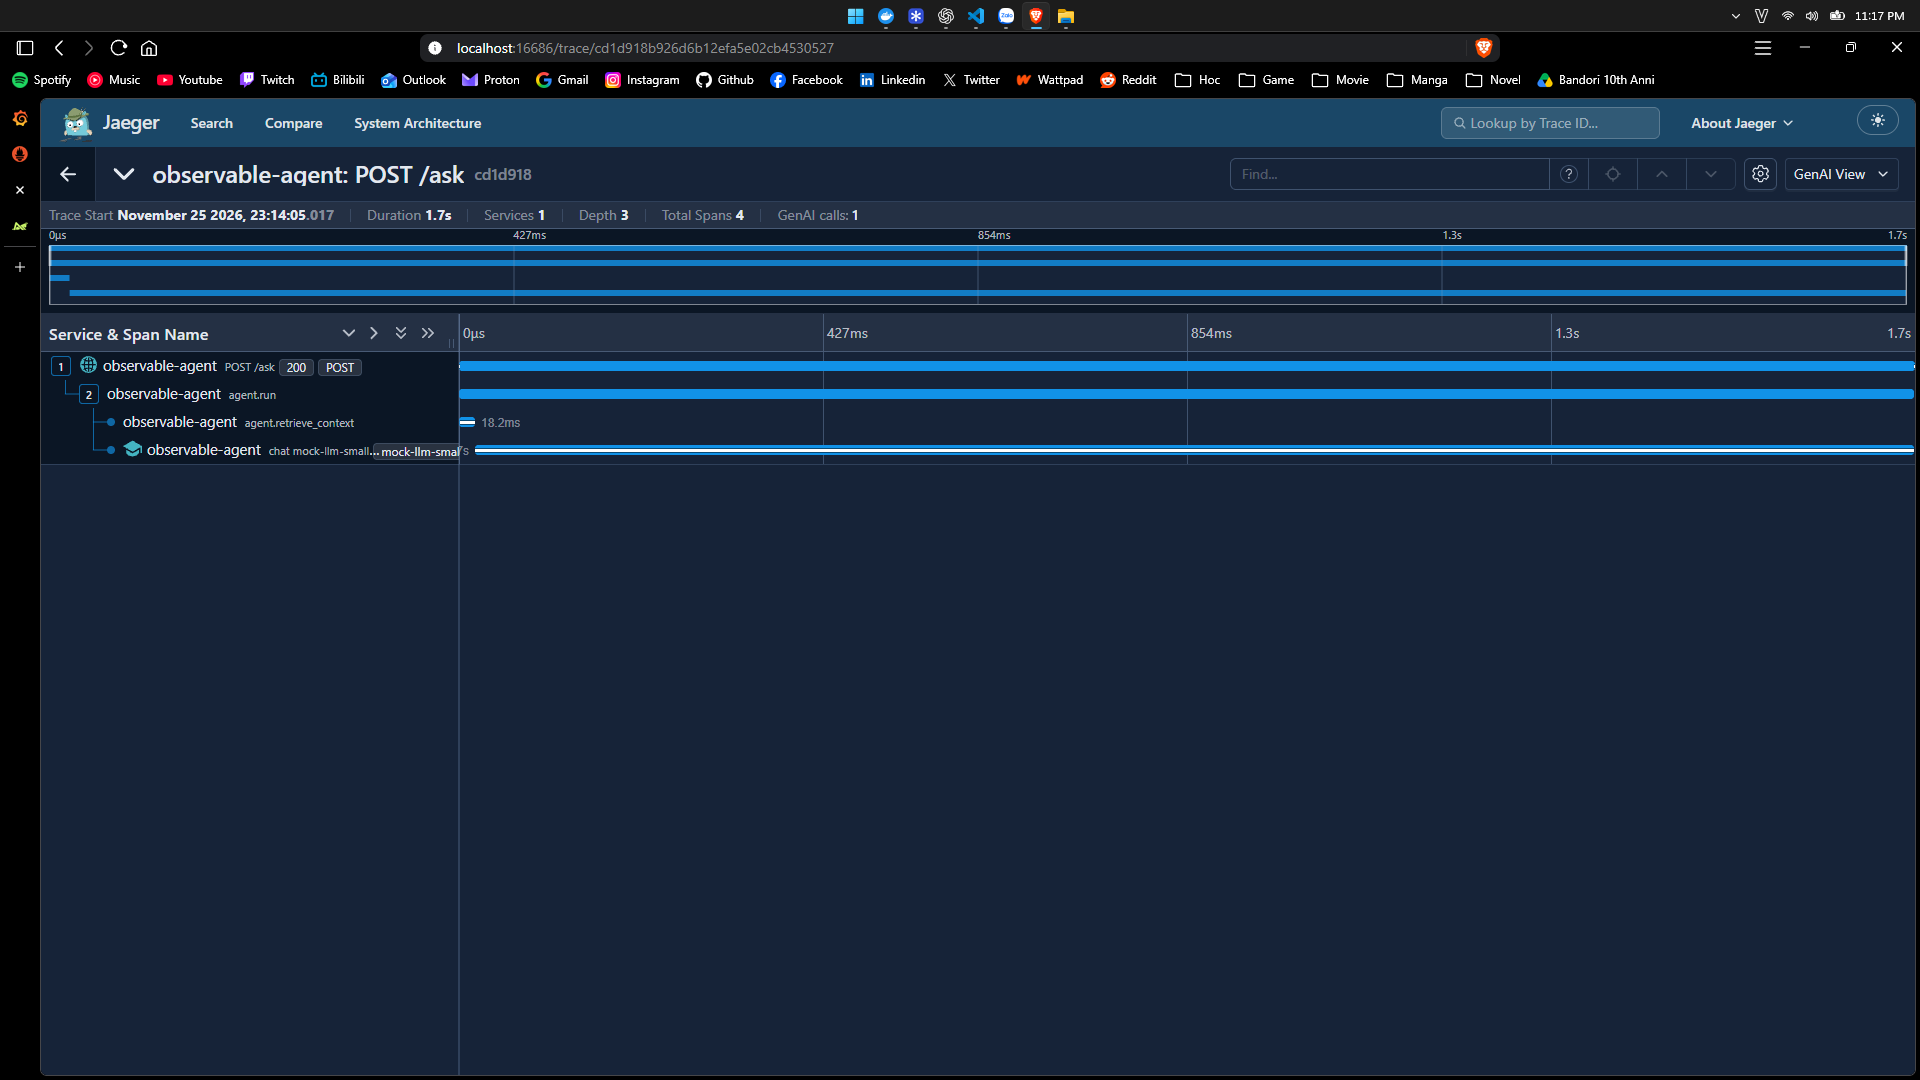 Zalo
11:17 PM
localhost:16686/trace/cd1d918b926d6b12efa5e02cb4530527
Spotify Music Youtube Twitch Bilibili Outlook Proton Gmail Instagram Github Facebook Linkedin Twitter Wattpad Reddit Hoc Game Movie Manga Novel Bandori 10th Anni
Jaeger Search Compare System Architecture Lookup by Trace ID... About Jaeger
observable-agent: POST /ask cd1d918 Find... GenAI View
Trace Start November 25 2026, 23:14:05.017 Duration 1.7s Services 1 Depth 3 Total Spans 4 GenAI calls: 1
0μs 427ms 854ms 1.3s 1.7s
Service & Span Name 0μs 427ms 854ms 1.3s 1.7s
1 observable-agent POST /ask 200 POST
2 observable-agent agent.run
observable-agent agent.retrieve_context 18.2ms
observable-agent chat mock-llm-small... mock-llm-smal s